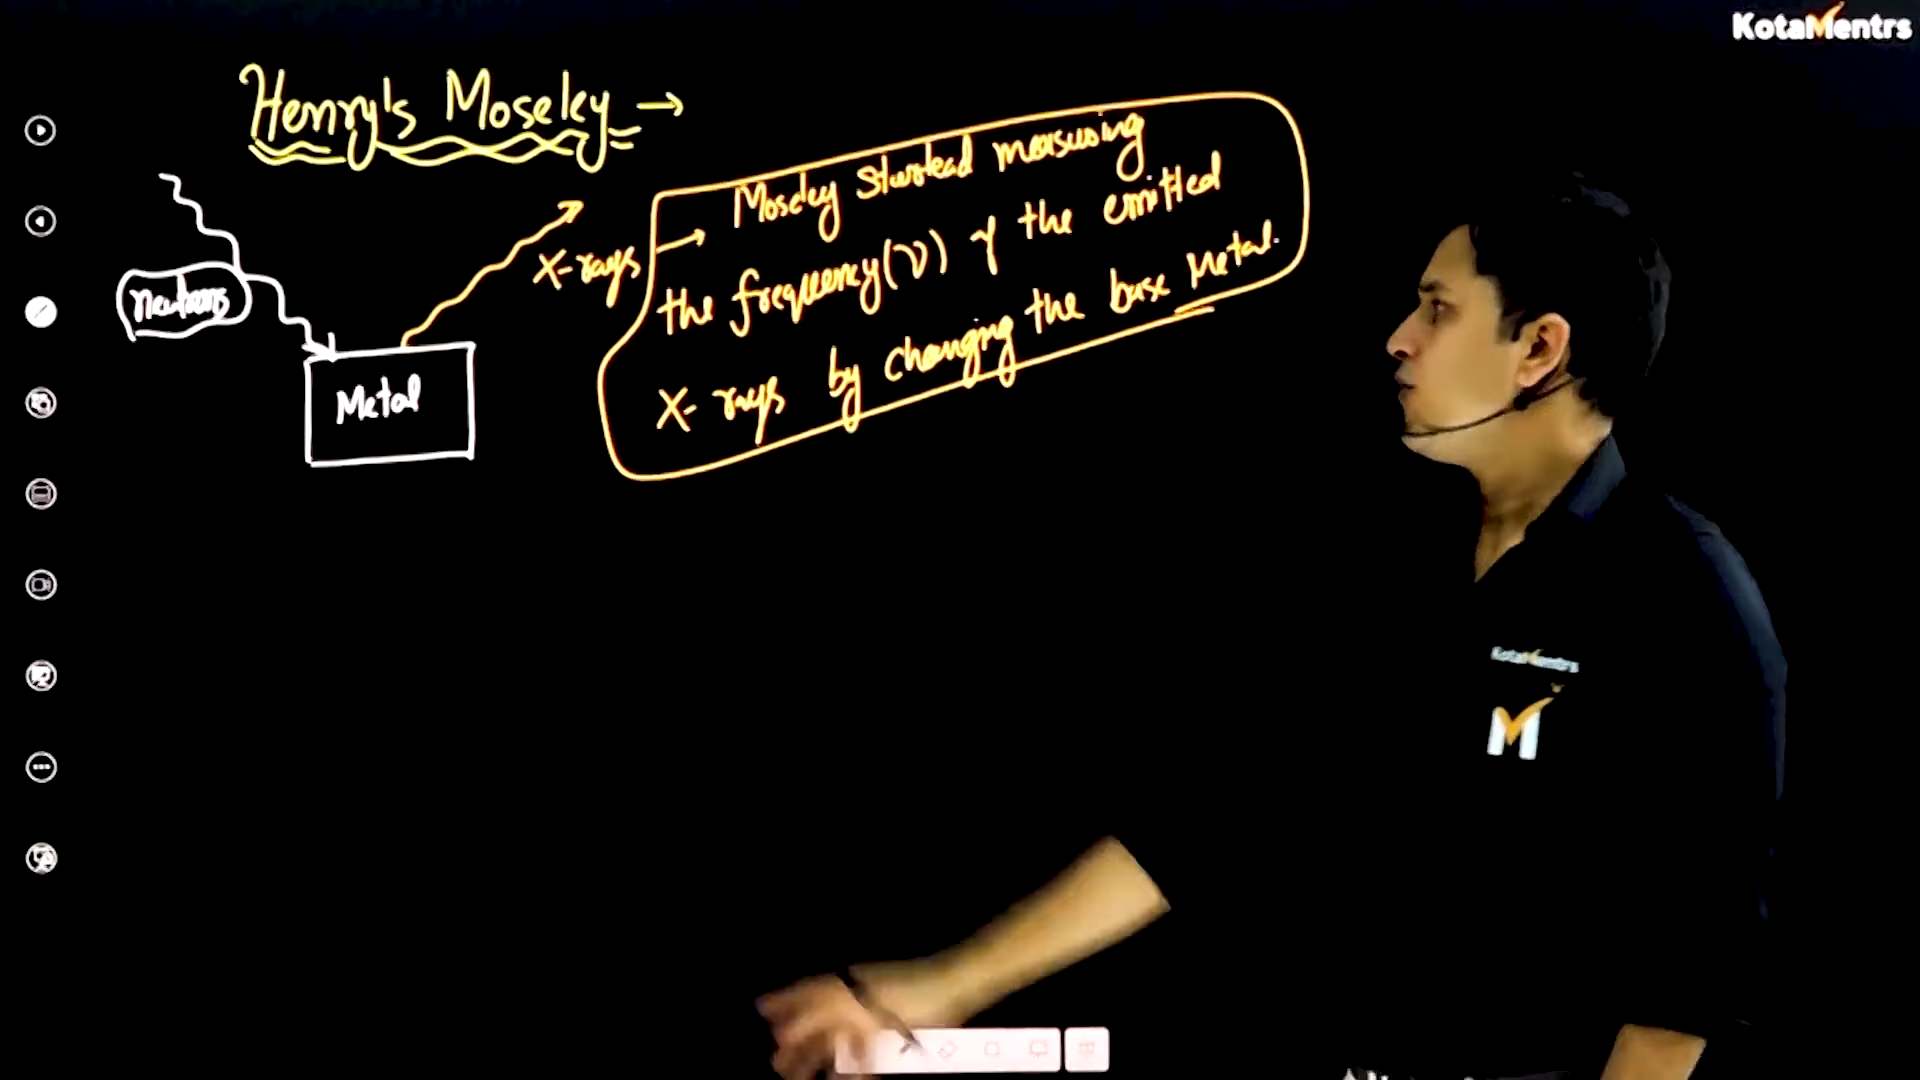 KotaMentrs
Henry's Moseley →
neutrons
Metal
X-rays
→ Moseley started measuring
the frequency(ν) of the emitted
X-rays by changing the base Metal.
KotaMentrs
M